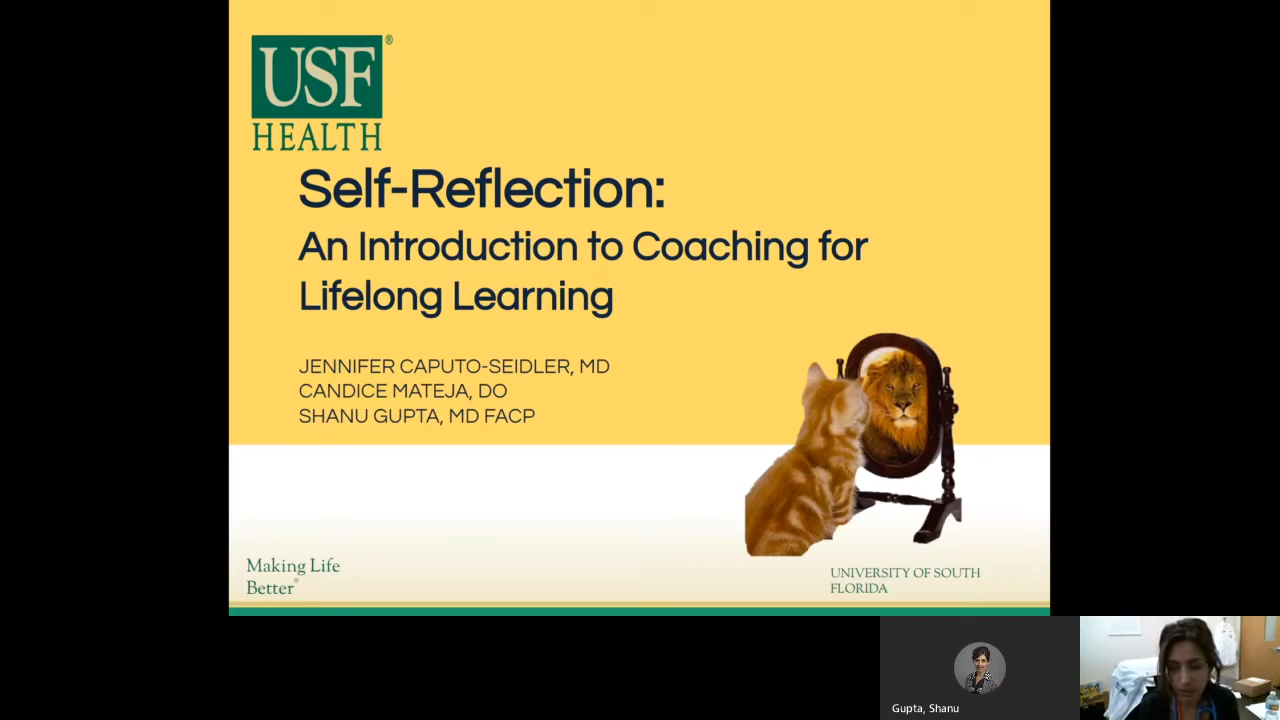 USF®
HEALTH
Self-Reflection:
An Introduction to Coaching for
Lifelong Learning
JENNIFER CAPUTO-SEIDLER, MD
CANDICE MATEJA, DO
SHANU GUPTA, MD FACP
Making Life
Better®
UNIVERSITY OF SOUTH
FLORIDA
Gupta, Shanu